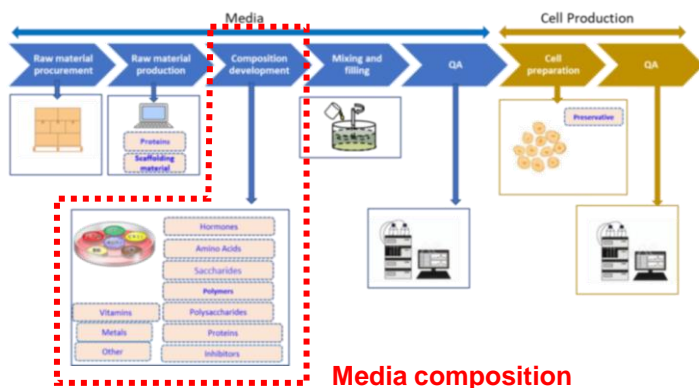 Media
Cell Production
Raw material
procurement
Raw material
production
Composition
development
Mixing and
filling
QA
Cell
preparation
QA
Proteins
Scaffolding
material
Preservative
Hormones
Amino Acids
Saccharides
Polymers
Vitamins
Polysaccharides
Metals
Proteins
Other
Inhibitors
Media composition